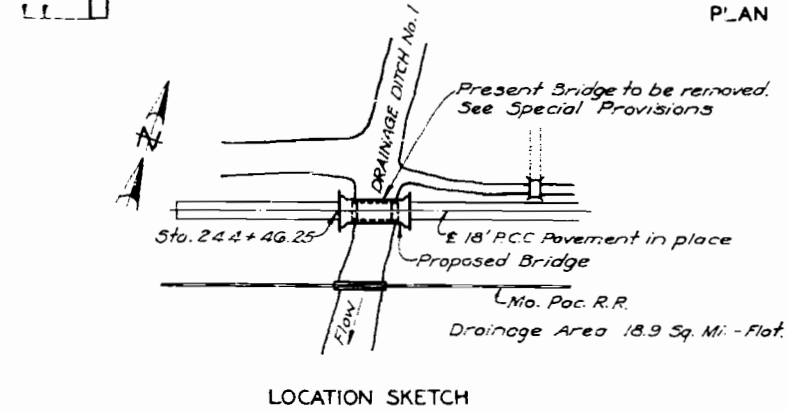 PLAN
DRAINAGE DITCH No. 1
Present Bridge to be removed.
See Special Provisions
N
Sta. 244+46.25
℄ 18' P.C.C. Pavement in place
Proposed Bridge
Mo. Pac. R.R.
Flow
Drainage Area 18.9 Sq. Mi. - Flat.
LOCATION SKETCH